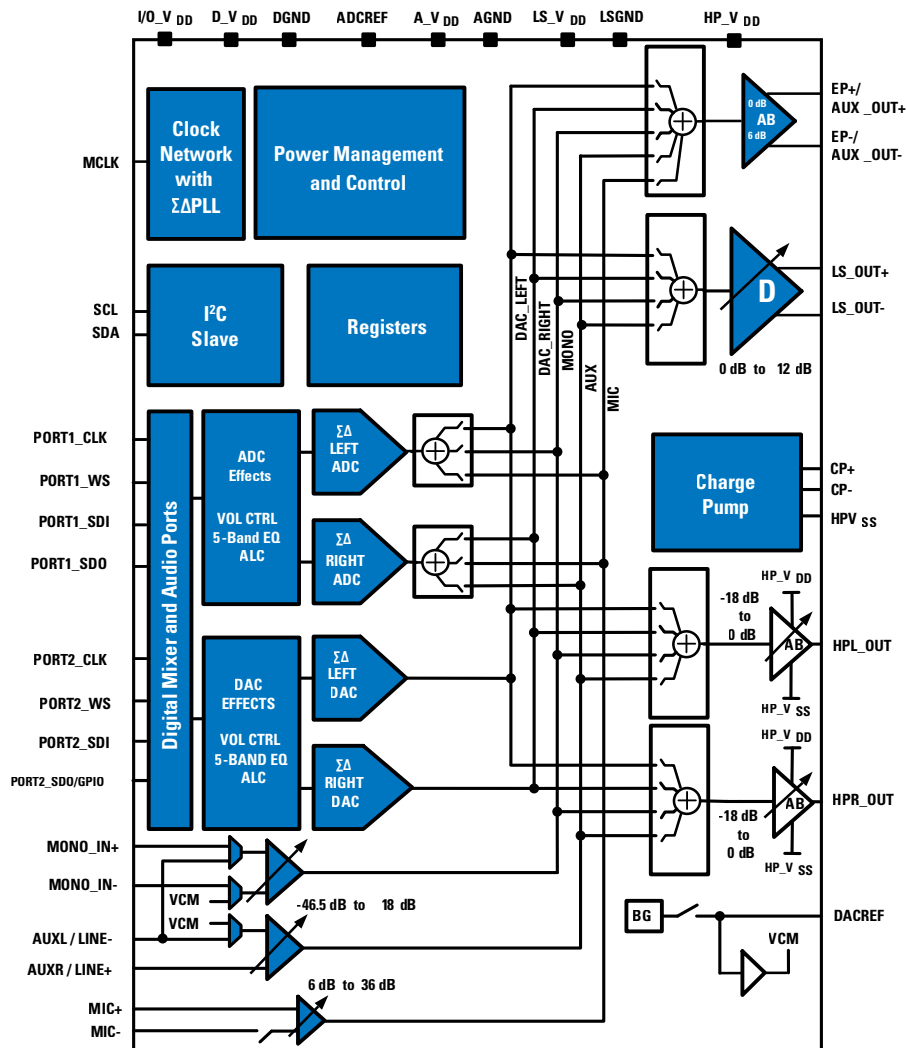 I/O_V DD D_V DD DGND ADCREF A_V DD AGND LS_V DD LSGND HP_V DD
MCLK
Clock
Network
with
ΣΔPLL
Power Management
and Control
0 dB
AB
6 dB
EP+/
AUX_OUT+
EP-/
AUX_OUT-
SCL
SDA
I²C
Slave
Registers
DAC_LEFT
DAC_RIGHT
MONO
AUX
MIC
D
LS_OUT+
LS_OUT-
0 dB to 12 dB
PORT1_CLK
PORT1_WS
PORT1_SDI
PORT1_SDO
PORT2_CLK
PORT2_WS
PORT2_SDI
PORT2_SDO/GPIO
Digital Mixer and Audio Ports
ADC
Effects
VOL CTRL
5-Band EQ
ALC
ΣΔ
LEFT
ADC
ΣΔ
RIGHT
ADC
Charge
Pump
CP+
CP-
HPV SS
DAC
EFFECTS
VOL CTRL
5-BAND EQ
ALC
ΣΔ
LEFT
DAC
ΣΔ
RIGHT
DAC
-18 dB
to
0 dB
HP_V DD
AB
HP_V SS
HPL_OUT
HP_V DD
-18 dB
to
0 dB
AB
HP_V SS
HPR_OUT
MONO_IN+
MONO_IN-
VCM
VCM
AUXL / LINE-
AUXR / LINE+
-46.5 dB to 18 dB
BG
DACREF
VCM
6 dB to 36 dB
MIC+
MIC-